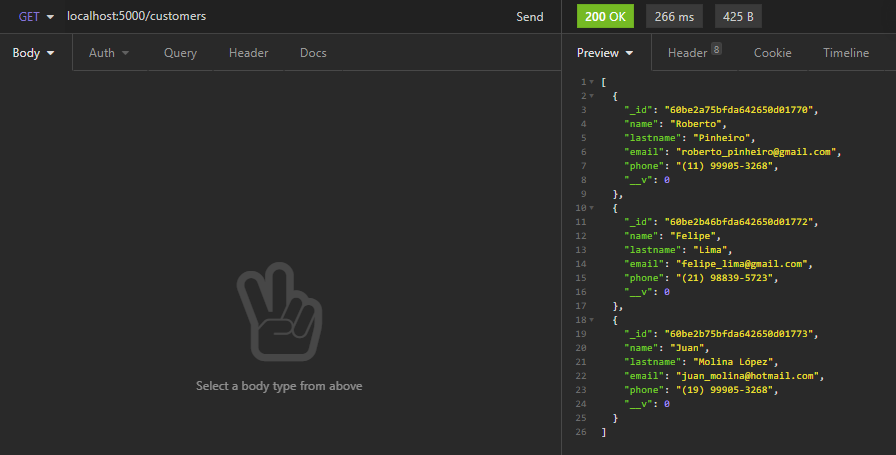 GET localhost:5000/customers Send
200 OK 266 ms 425 B
Body Auth Query Header Docs
Preview Header 8 Cookie Timeline
1 [
2 {
3 "_id": "60be2a75bfda642650d01770",
4 "name": "Roberto",
5 "lastname": "Pinheiro",
6 "email": "roberto_pinheiro@gmail.com",
7 "phone": "(11) 99905-3268",
8 "__v": 0
9 },
10 {
11 "_id": "60be2b46bfda642650d01772",
12 "name": "Felipe",
13 "lastname": "Lima",
14 "email": "felipe_lima@gmail.com",
15 "phone": "(21) 98839-5723",
16 "__v": 0
17 },
18 {
19 "_id": "60be2b75bfda642650d01773",
20 "name": "Juan",
21 "lastname": "Molina López",
22 "email": "juan_molina@hotmail.com",
23 "phone": "(19) 99905-3268",
24 "__v": 0
25 }
26 ]
Select a body type from above